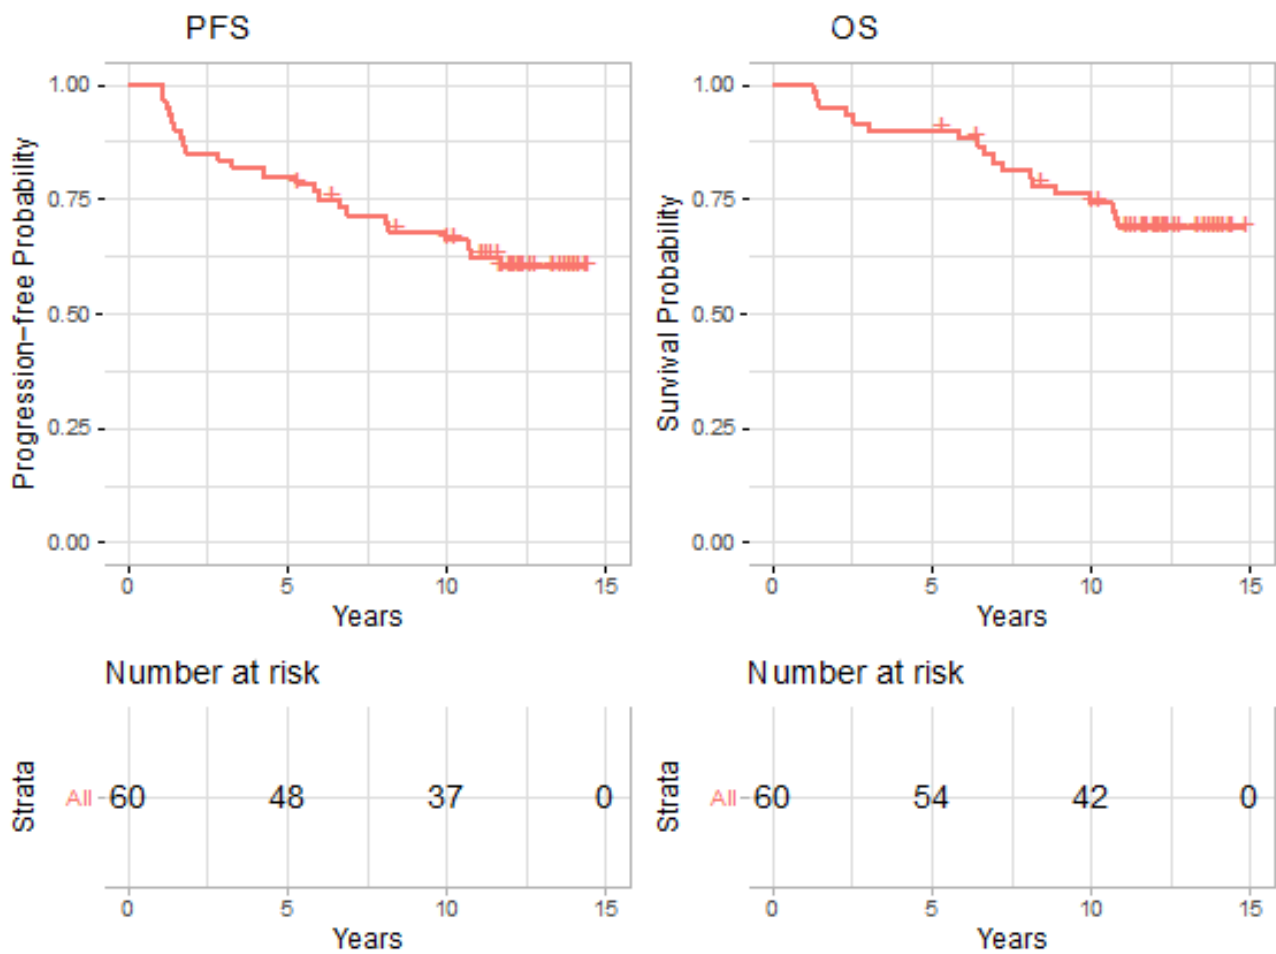 PFS
Progression-free Probability
1.00
0.75
0.50
0.25
0.00
0 5 10 15
Years
Number at risk
Strata
All 60 48 37 0
0 5 10 15
Years
OS
Survival Probability
1.00
0.75
0.50
0.25
0.00
0 5 10 15
Years
Number at risk
Strata
All 60 54 42 0
0 5 10 15
Years